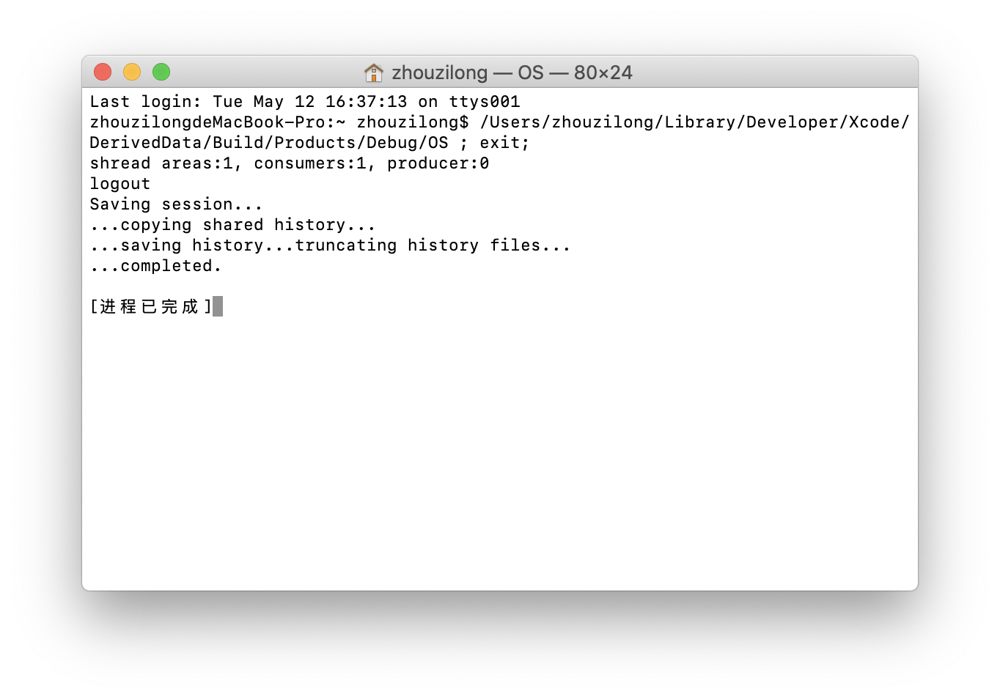 zhouzilong — OS — 80×24
Last login: Tue May 12 16:37:13 on ttys001
zhouzilongdeMacBook-Pro:~ zhouzilong$ /Users/zhouzilong/Library/Developer/Xcode/
DerivedData/Build/Products/Debug/OS ; exit;
shread areas:1, consumers:1, producer:0
logout
Saving session...
...copying shared history...
...saving history...truncating history files...
...completed.
[进程已完成]